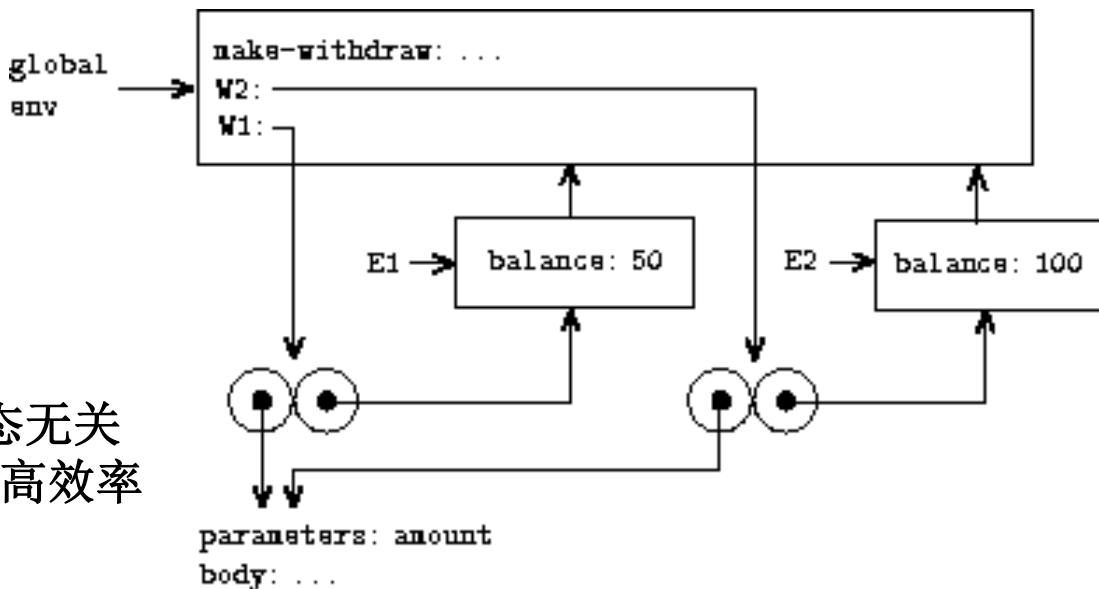 make-withdraw: ...
global
env
W2:
W1:
E1
balance: 50
E2
balance: 100
态无关
高效率
parameters: amount
body: ...